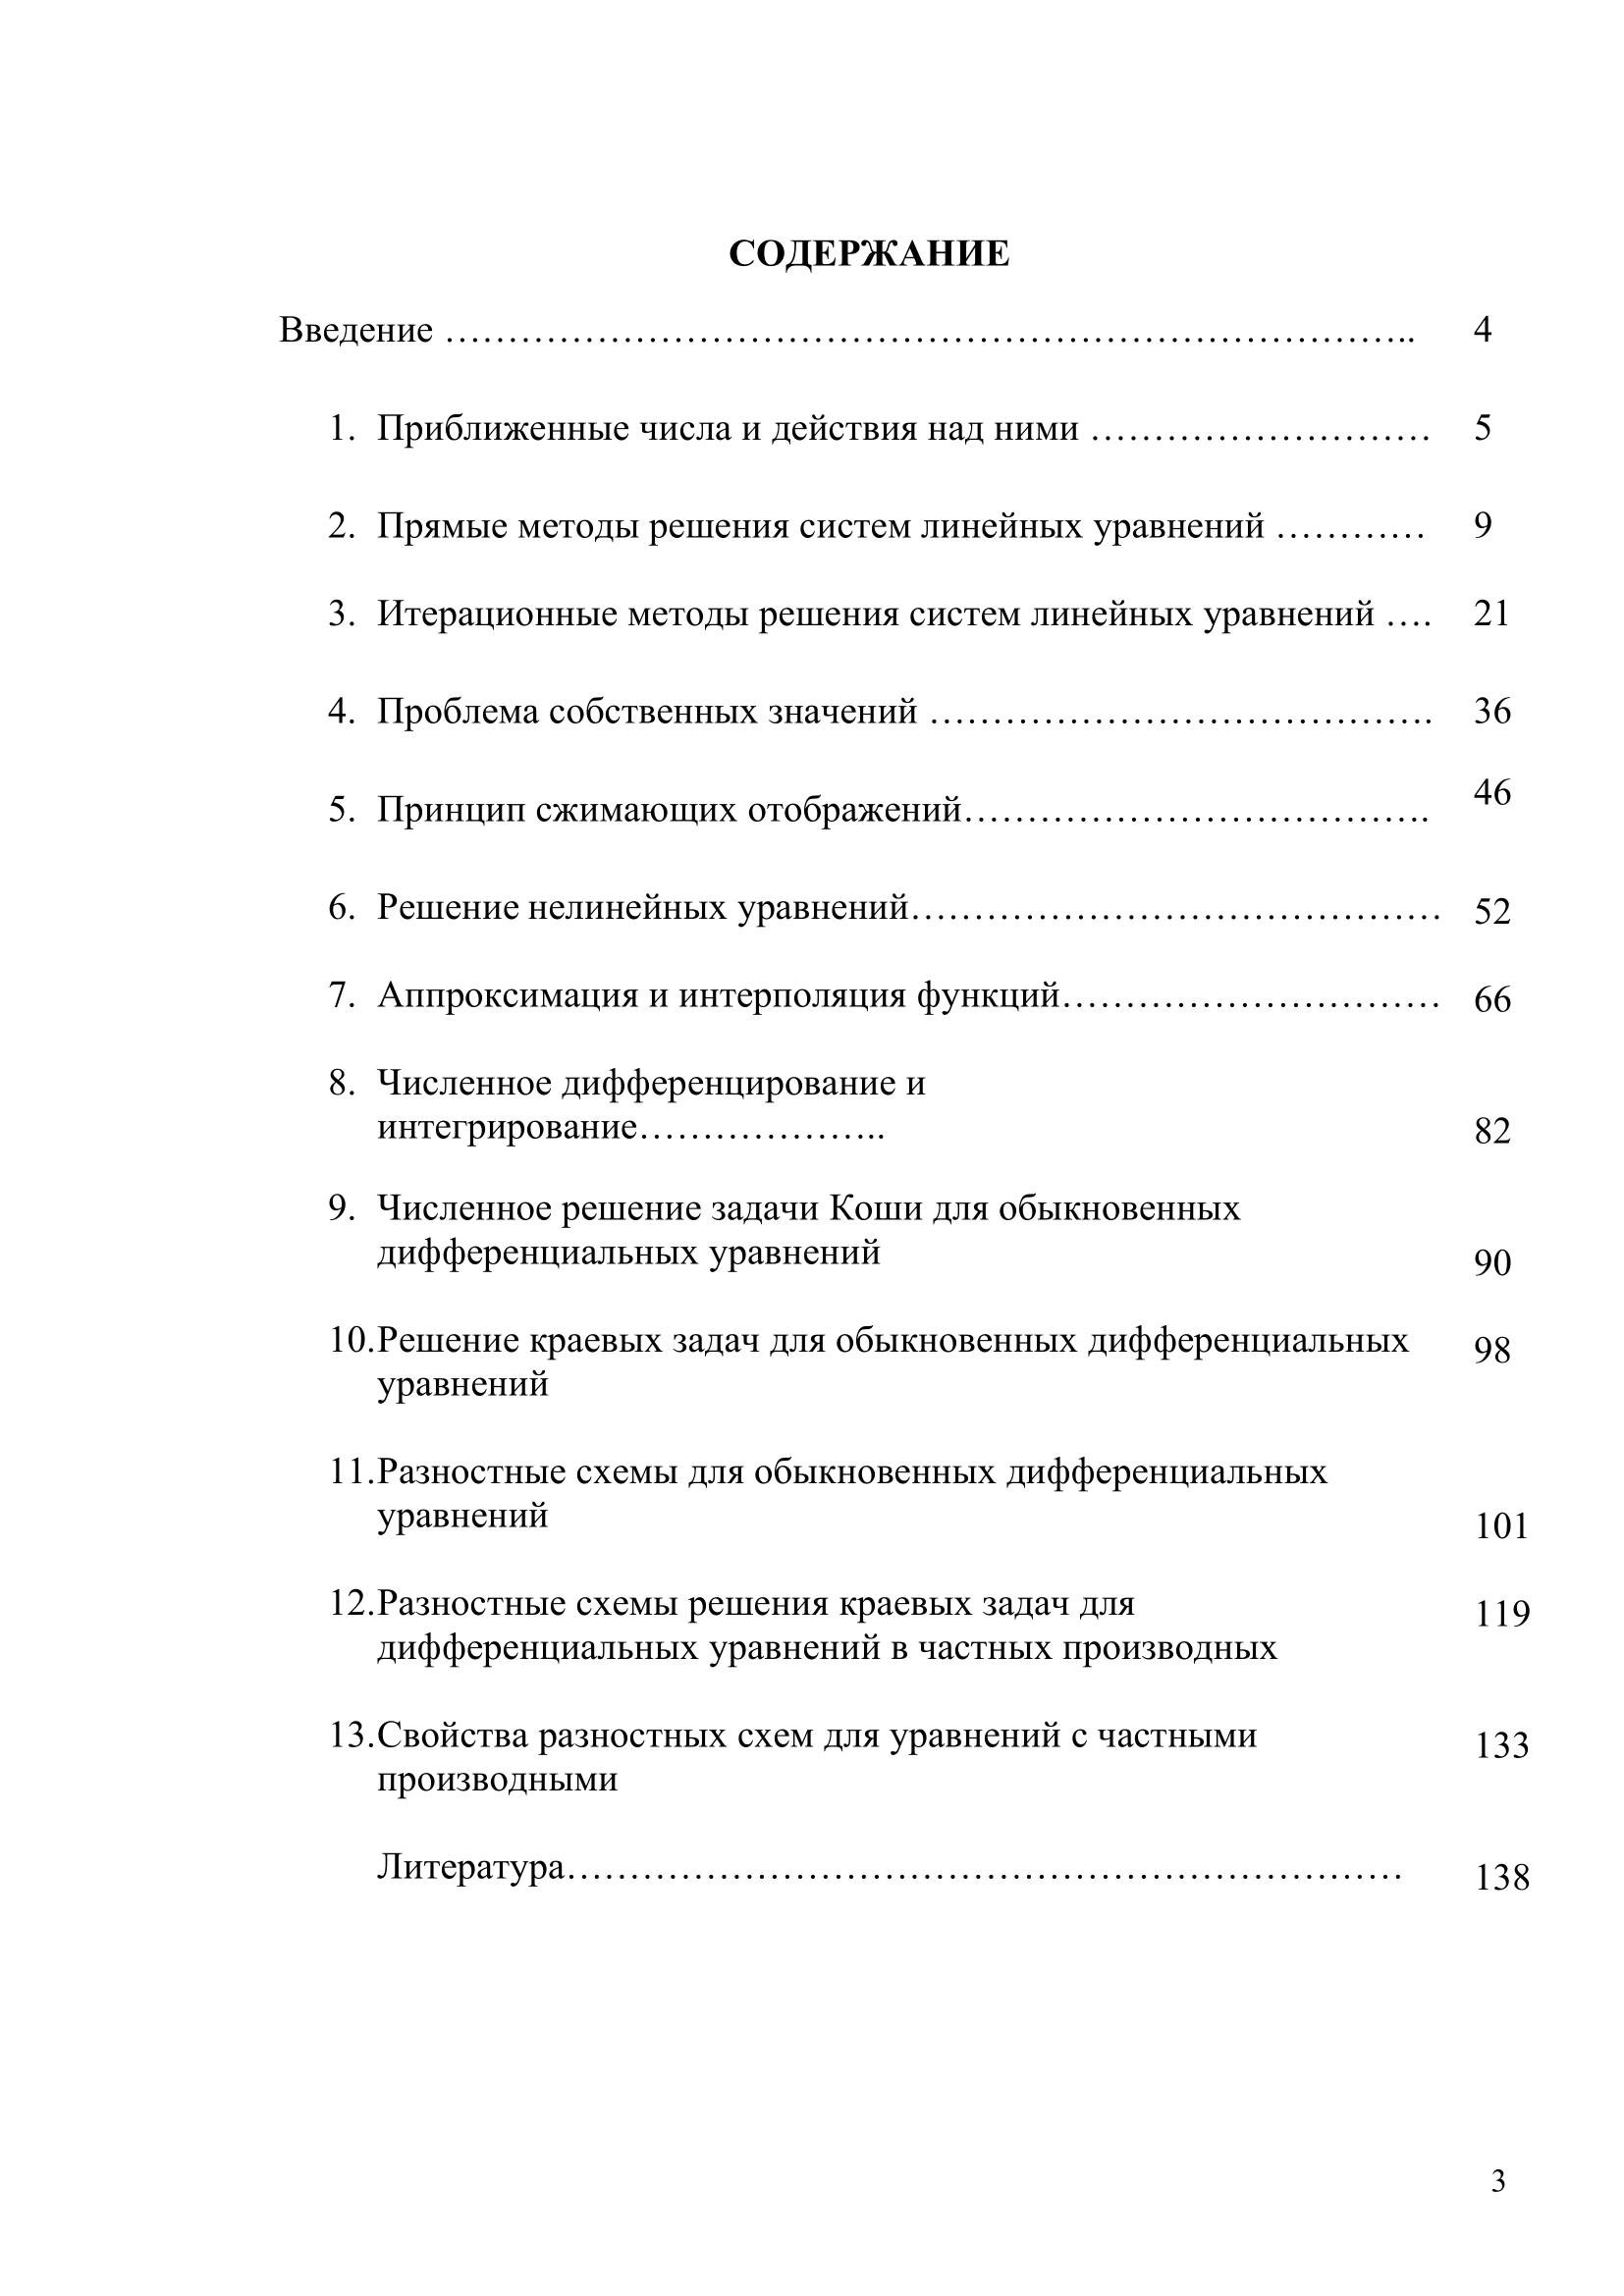 СОДЕРЖАНИЕ
Введение ………………………………………………………………….. 4
1. Приближенные числа и действия над ними ……………………… 5
2. Прямые методы решения систем линейных уравнений ………… 9
3. Итерационные методы решения систем линейных уравнений …. 21
4. Проблема собственных значений …………………………………. 36
5. Принцип сжимающих отображений………………………………. 46
6. Решение нелинейных уравнений…………………………………… 52
7. Аппроксимация и интерполяция функций………………………… 66
8. Численное дифференцирование и
интегрирование……………….. 82
9. Численное решение задачи Коши для обыкновенных
дифференциальных уравнений 90
10.Решение краевых задач для обыкновенных дифференциальных 98
уравнений
11.Разностные схемы для обыкновенных дифференциальных
уравнений 101
12.Разностные схемы решения краевых задач для 119
дифференциальных уравнений в частных производных
13.Свойства разностных схем для уравнений с частными 133
производными
Литература………………………………………………………… 138
3